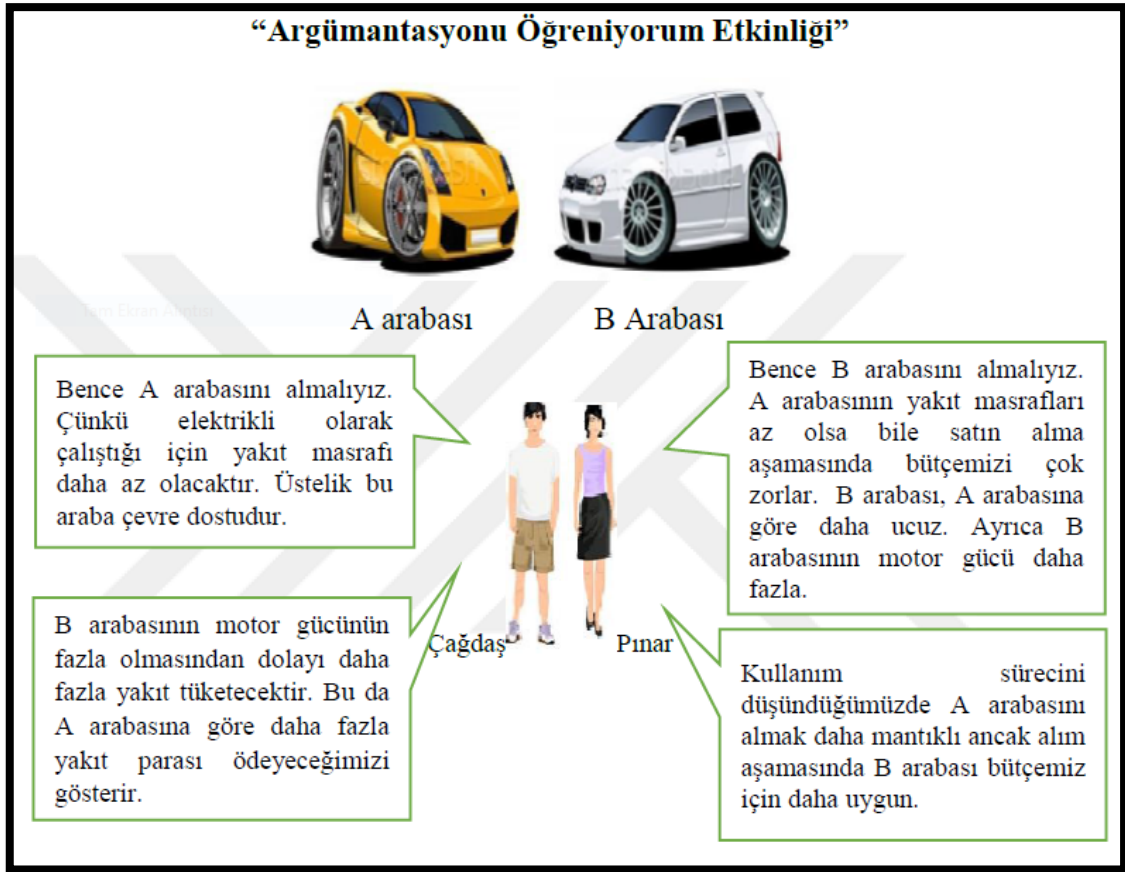 “Argümantasyonu Öğreniyorum Etkinliği”
A arabası
B Arabası
Bence A arabasını almalıyız.
Çünkü elektrikli olarak
çalıştığı için yakıt masrafı
daha az olacaktır. Üstelik bu
araba çevre dostudur.
Bence B arabasını almalıyız.
A arabasının yakıt masrafları
az olsa bile satın alma
aşamasında bütçemizi çok
zorlar. B arabası, A arabasına
göre daha ucuz. Ayrıca B
arabasının motor gücü daha
fazla.
B arabasının motor gücünün
fazla olmasından dolayı daha
fazla yakıt tüketecektir. Bu da
A arabasına göre daha fazla
yakıt parası ödeyeceğimizi
gösterir.
Çağdaş
Pınar
Kullanım sürecini
düşündüğümüzde A arabasını
almak daha mantıklı ancak alım
aşamasında B arabası bütçemiz
için daha uygun.